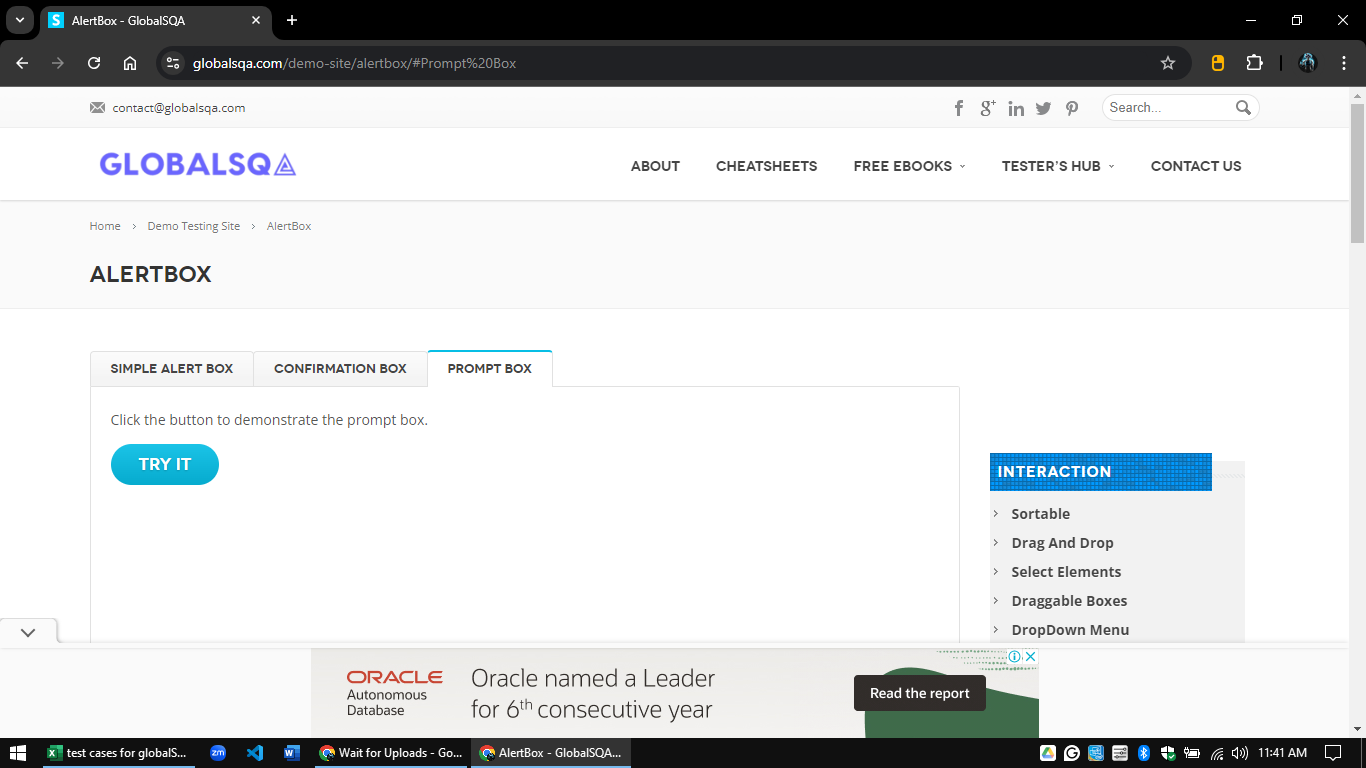 AlertBox - GlobalSQA
globalsqa.com/demo-site/alertbox/#Prompt%20Box
contact@globalsqa.com
Search...
GLOBALSQA
ABOUT CHEATSHEETS FREE EBOOKS TESTER'S HUB CONTACT US
Home > Demo Testing Site > AlertBox
ALERTBOX
SIMPLE ALERT BOX CONFIRMATION BOX PROMPT BOX
Click the button to demonstrate the prompt box.
TRY IT
INTERACTION
Sortable
Drag And Drop
Select Elements
Draggable Boxes
DropDown Menu
ORACLE
Autonomous
Database
Oracle named a Leader
for 6th consecutive year
Read the report
test cases for globalS... zm Wait for Uploads - Go... AlertBox - GlobalSQA... 11:41 AM